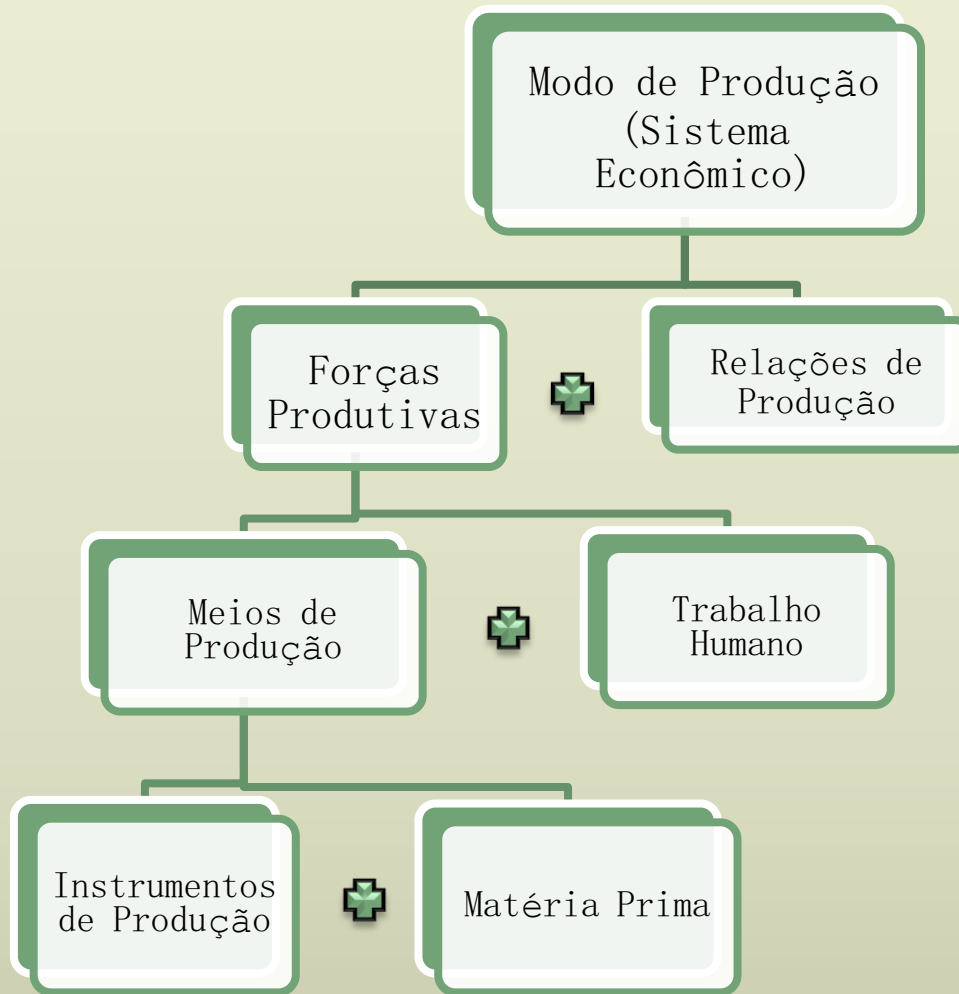 Modo de Produção
(Sistema
Econômico)
Forças
Produtivas
Relações de
Produção
Meios de
Produção
Trabalho
Humano
Instrumentos
de Produção
Matéria Prima